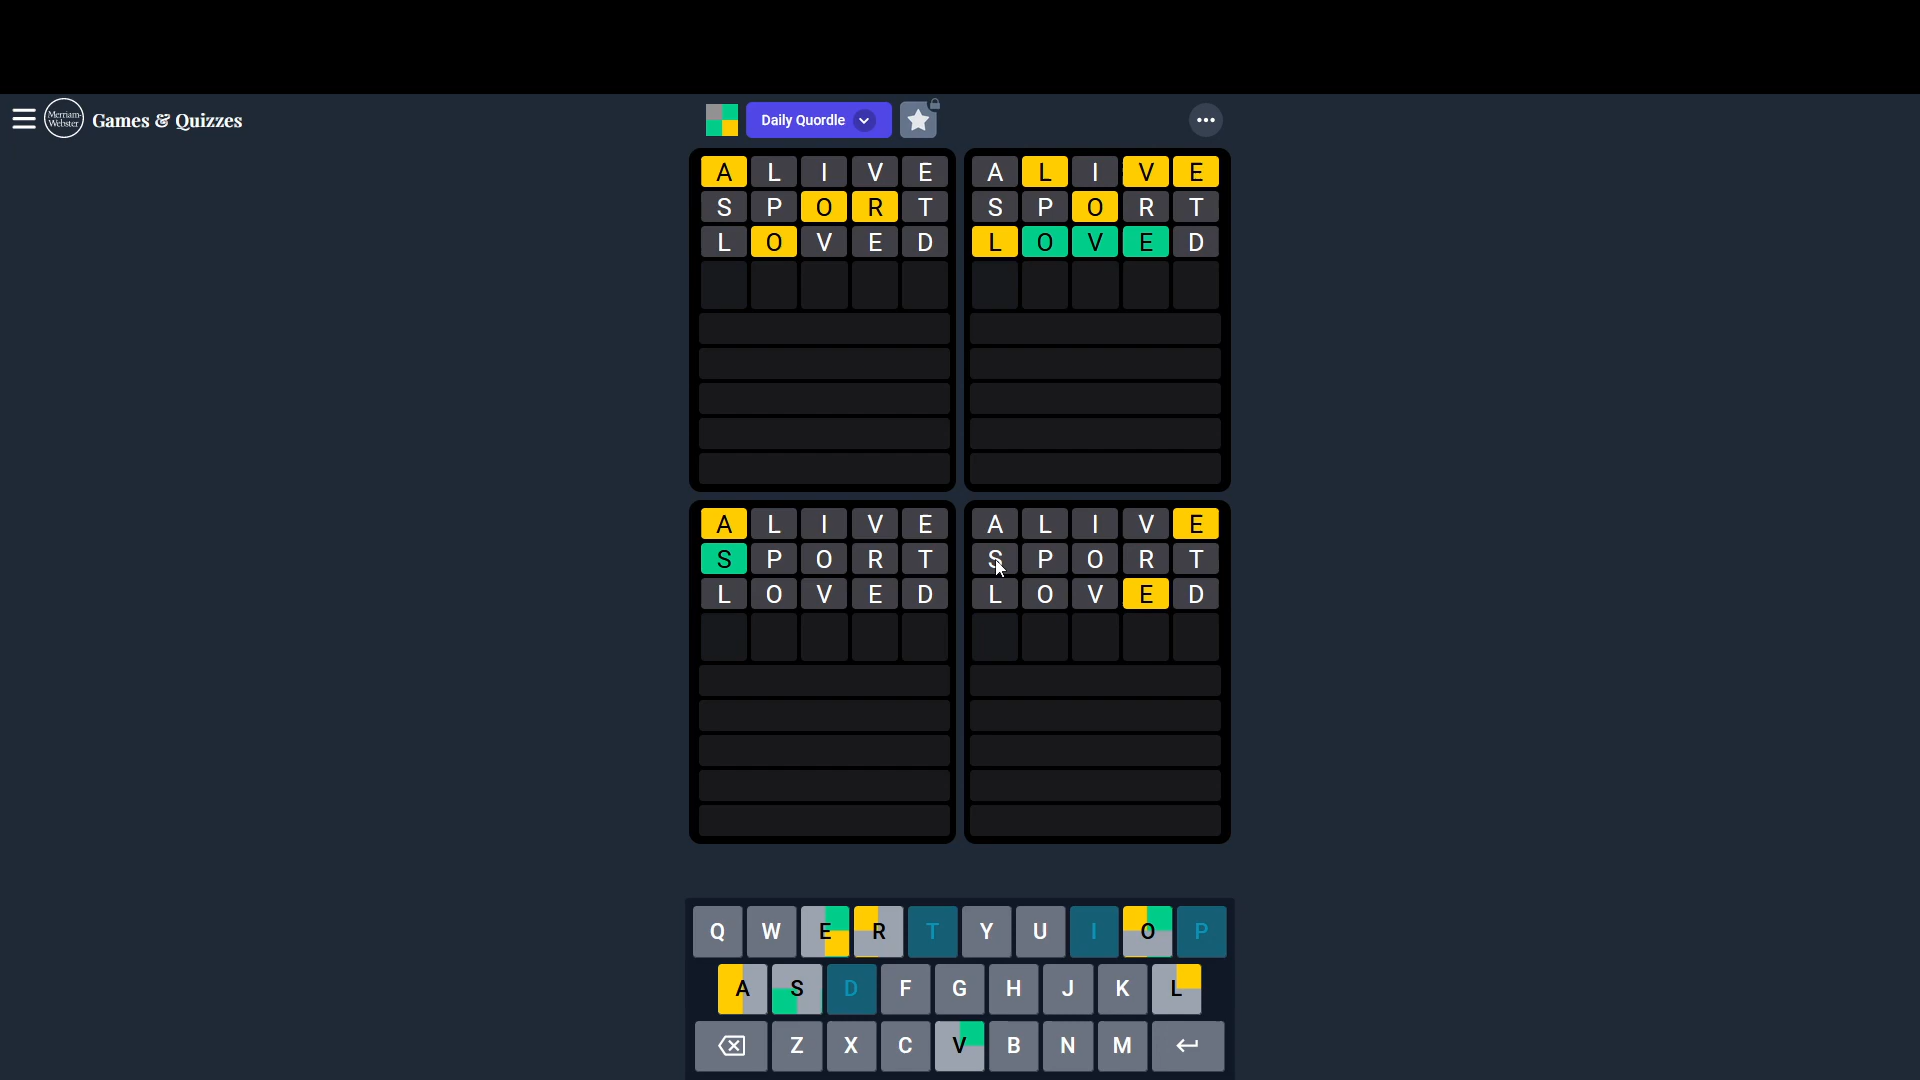 Merriam-Webster
Games & Quizzes
Daily Quordle
A L I V E
S P O R T
L O V E D
A L I V E
S P O R T
L O V E D
A L I V E
S P O R T
L O V E D
A L I V E
S P O R T
L O V E D
Q W E R T Y U I O P
A S D F G H J K L
Z X C V B N M